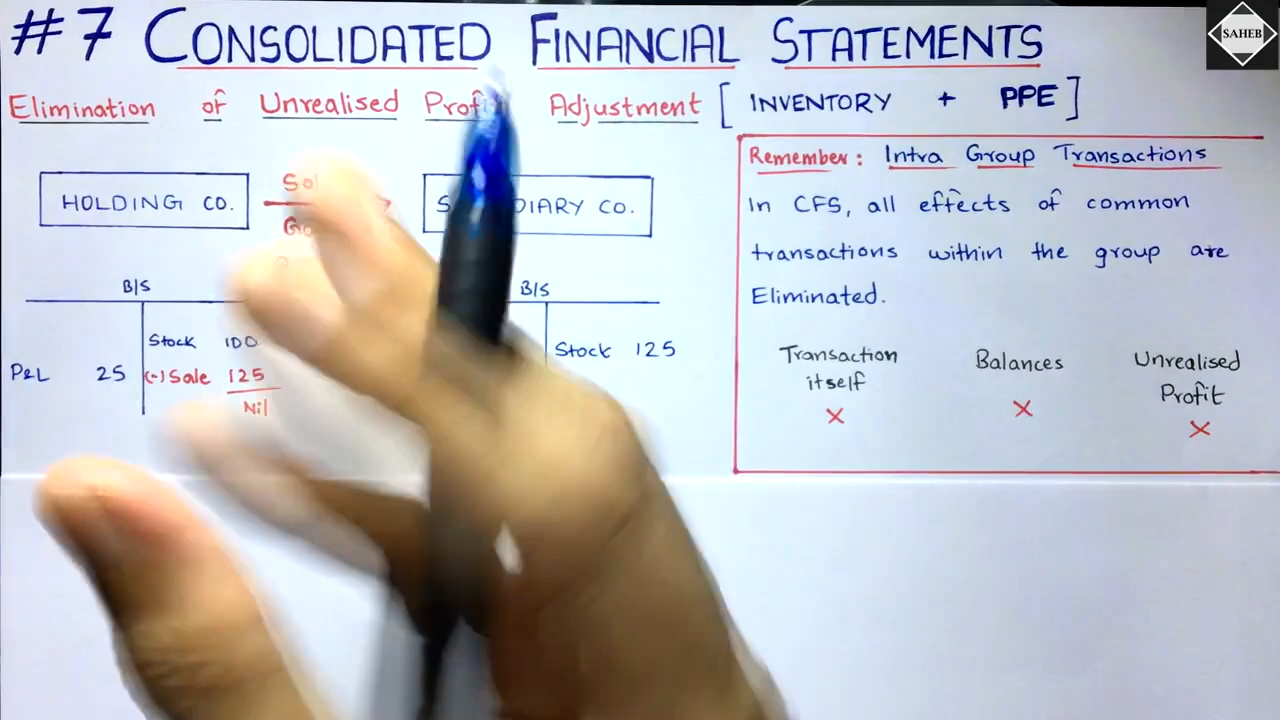 #7 CONSOLIDATED FINANCIAL STATEMENTS
SAHEB
Elimination of Unrealised Adjustment [ INVENTORY + PPE ]
HOLDING CO.
CO.
B/S
Stock 100
P&L 25
(-) Sale 125
Nil
B/S
Stock 125
Remember: Intra Group Transactions
In CFS, all effects of common
transactions within the group are
Eliminated.
Transaction
itself
×
Balances
×
Unrealised
Profit
×